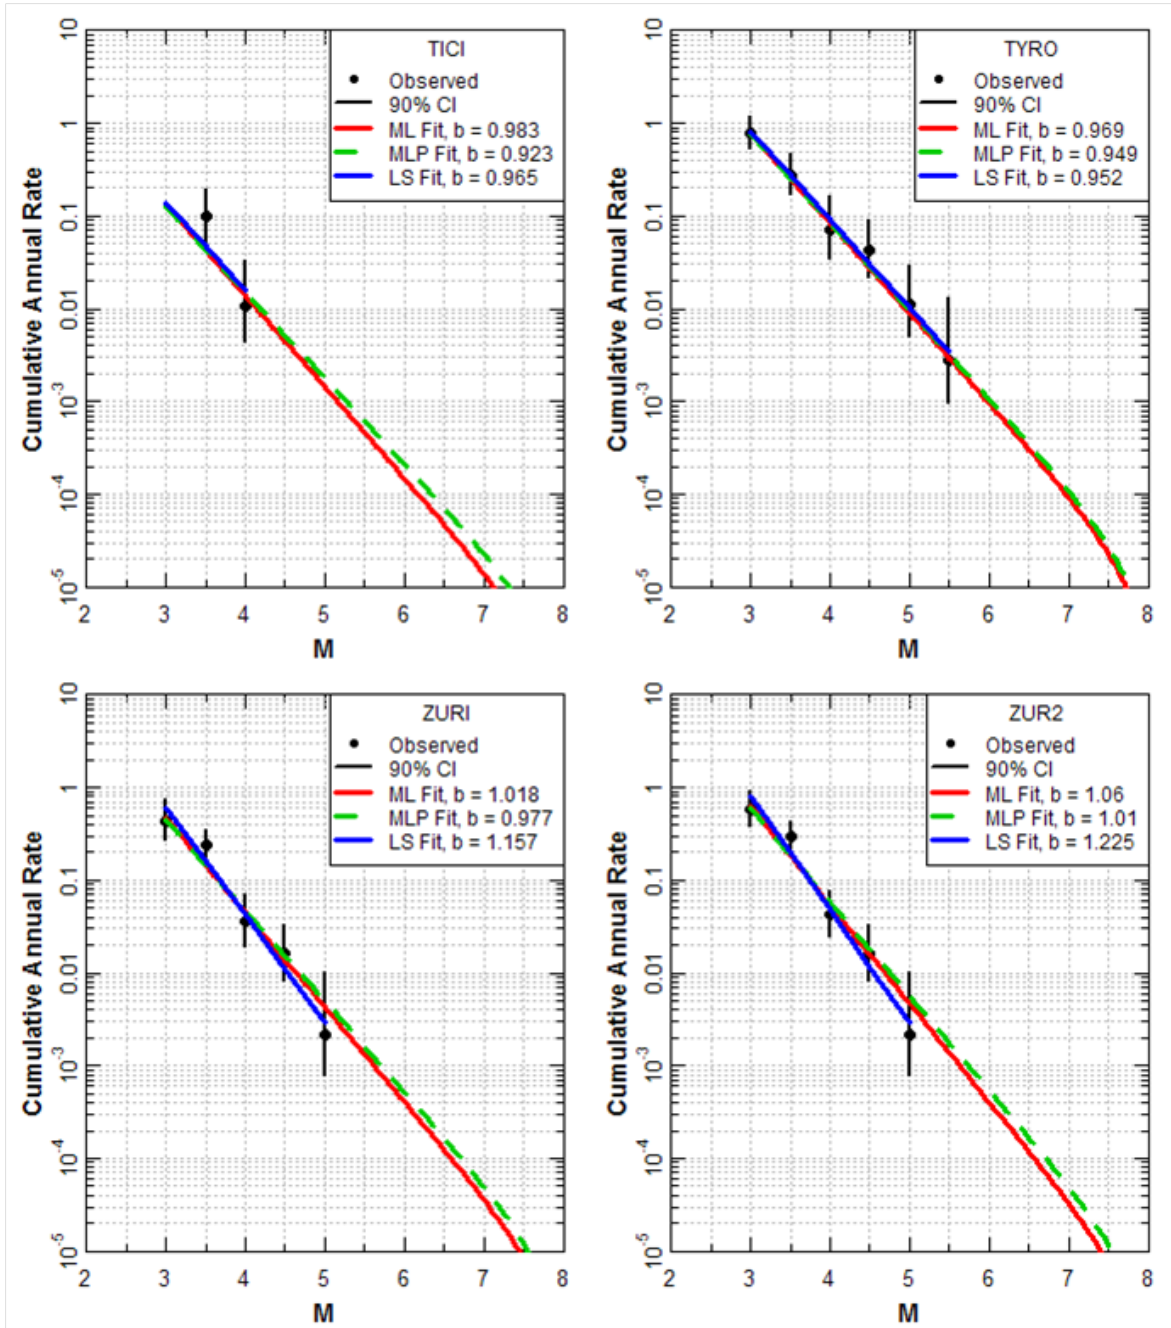 TICI
Observed
90% CI
ML Fit, b = 0.983
MLP Fit, b = 0.923
LS Fit, b = 0.965
Cumulative Annual Rate
10
1
0.1
0.01
10-3
10-4
10-5
2 3 4 5 6 7 8
M
TYRO
Observed
90% CI
ML Fit, b = 0.969
MLP Fit, b = 0.949
LS Fit, b = 0.952
Cumulative Annual Rate
10
1
0.1
0.01
10-3
10-4
10-5
2 3 4 5 6 7 8
M
ZURI
Observed
90% CI
ML Fit, b = 1.018
MLP Fit, b = 0.977
LS Fit, b = 1.157
Cumulative Annual Rate
10
1
0.1
0.01
10-3
10-4
10-5
2 3 4 5 6 7 8
M
ZUR2
Observed
90% CI
ML Fit, b = 1.06
MLP Fit, b = 1.01
LS Fit, b = 1.225
Cumulative Annual Rate
10
1
0.1
0.01
10-3
10-4
10-5
2 3 4 5 6 7 8
M